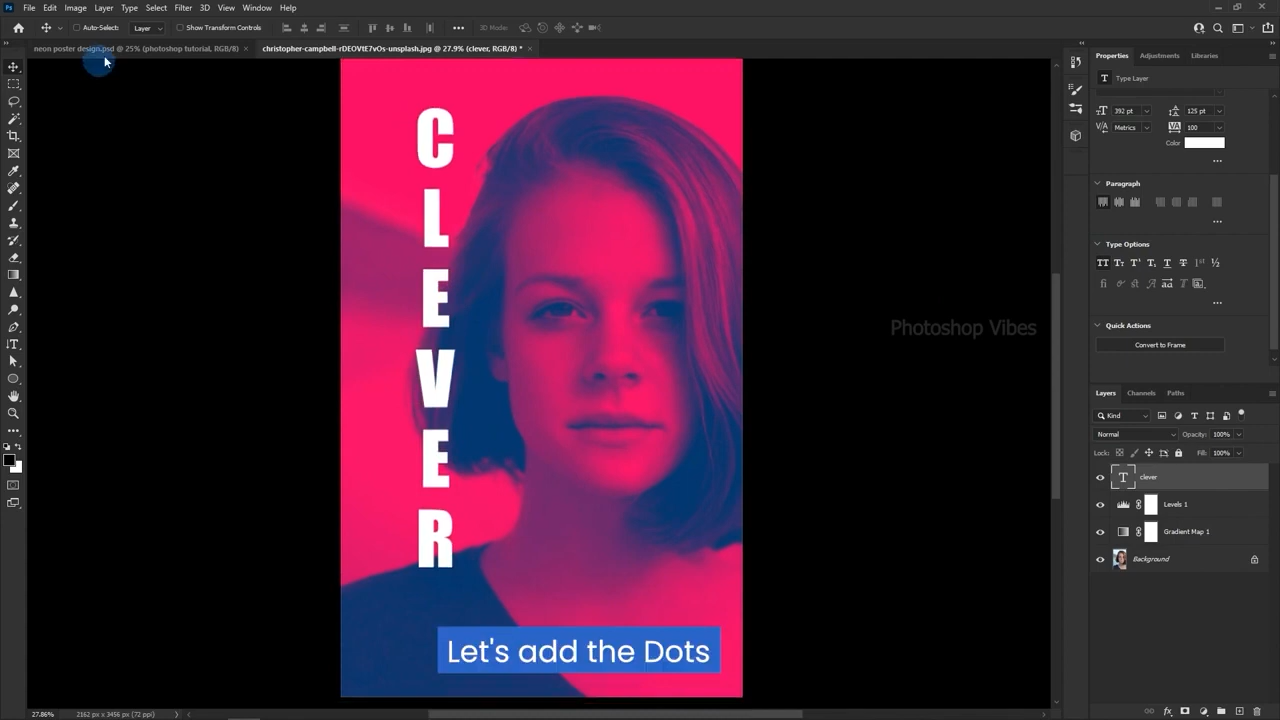 Ps File Edit Image Layer Type Select Filter 3D View Window Help
Auto-Select: Layer Show Transform Controls 3D Mode:
neon poster design.psd @ 25% (photoshop tutorial, RGB/8) × christopher-campbell-rDEOVtE7vOs-unsplash.jpg @ 27.9% (clever, RGB/8) * ×
Properties Adjustments Libraries
T Type Layer
392 pt 125 pt
Metrics 100
Color
Paragraph
Type Options
Quick Actions
Convert to Frame
Photoshop Vibes
C
L
E
V
E
R
Let's add the Dots
Layers Channels Paths
Kind
Normal Opacity: 100%
Lock: Fill: 100%
T clever
Levels 1
Gradient Map 1
Background
27.86% 2162 px x 3456 px (72 ppi)